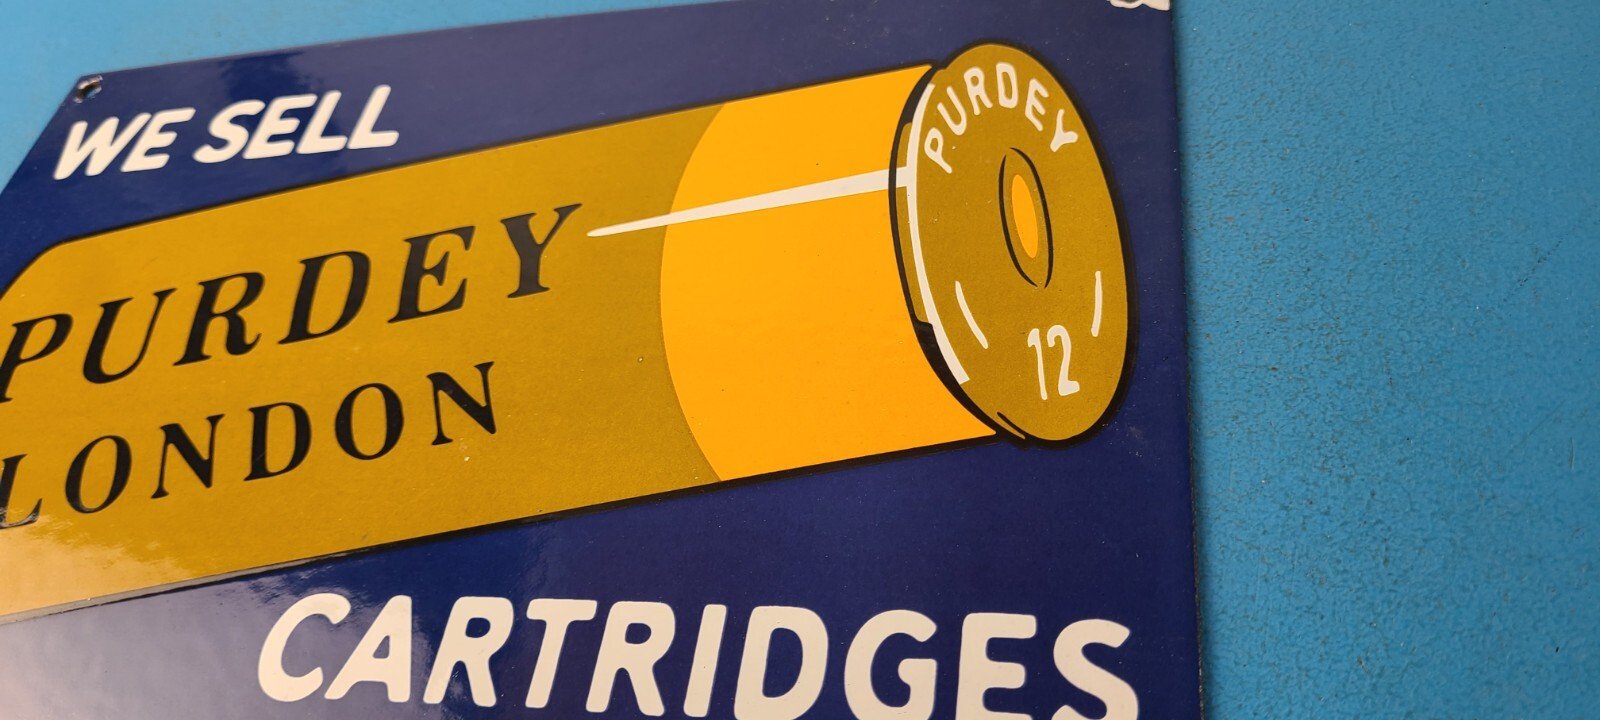 WE SELL
PURDEY
LONDON
PURDEY
12
CARTRIDGES